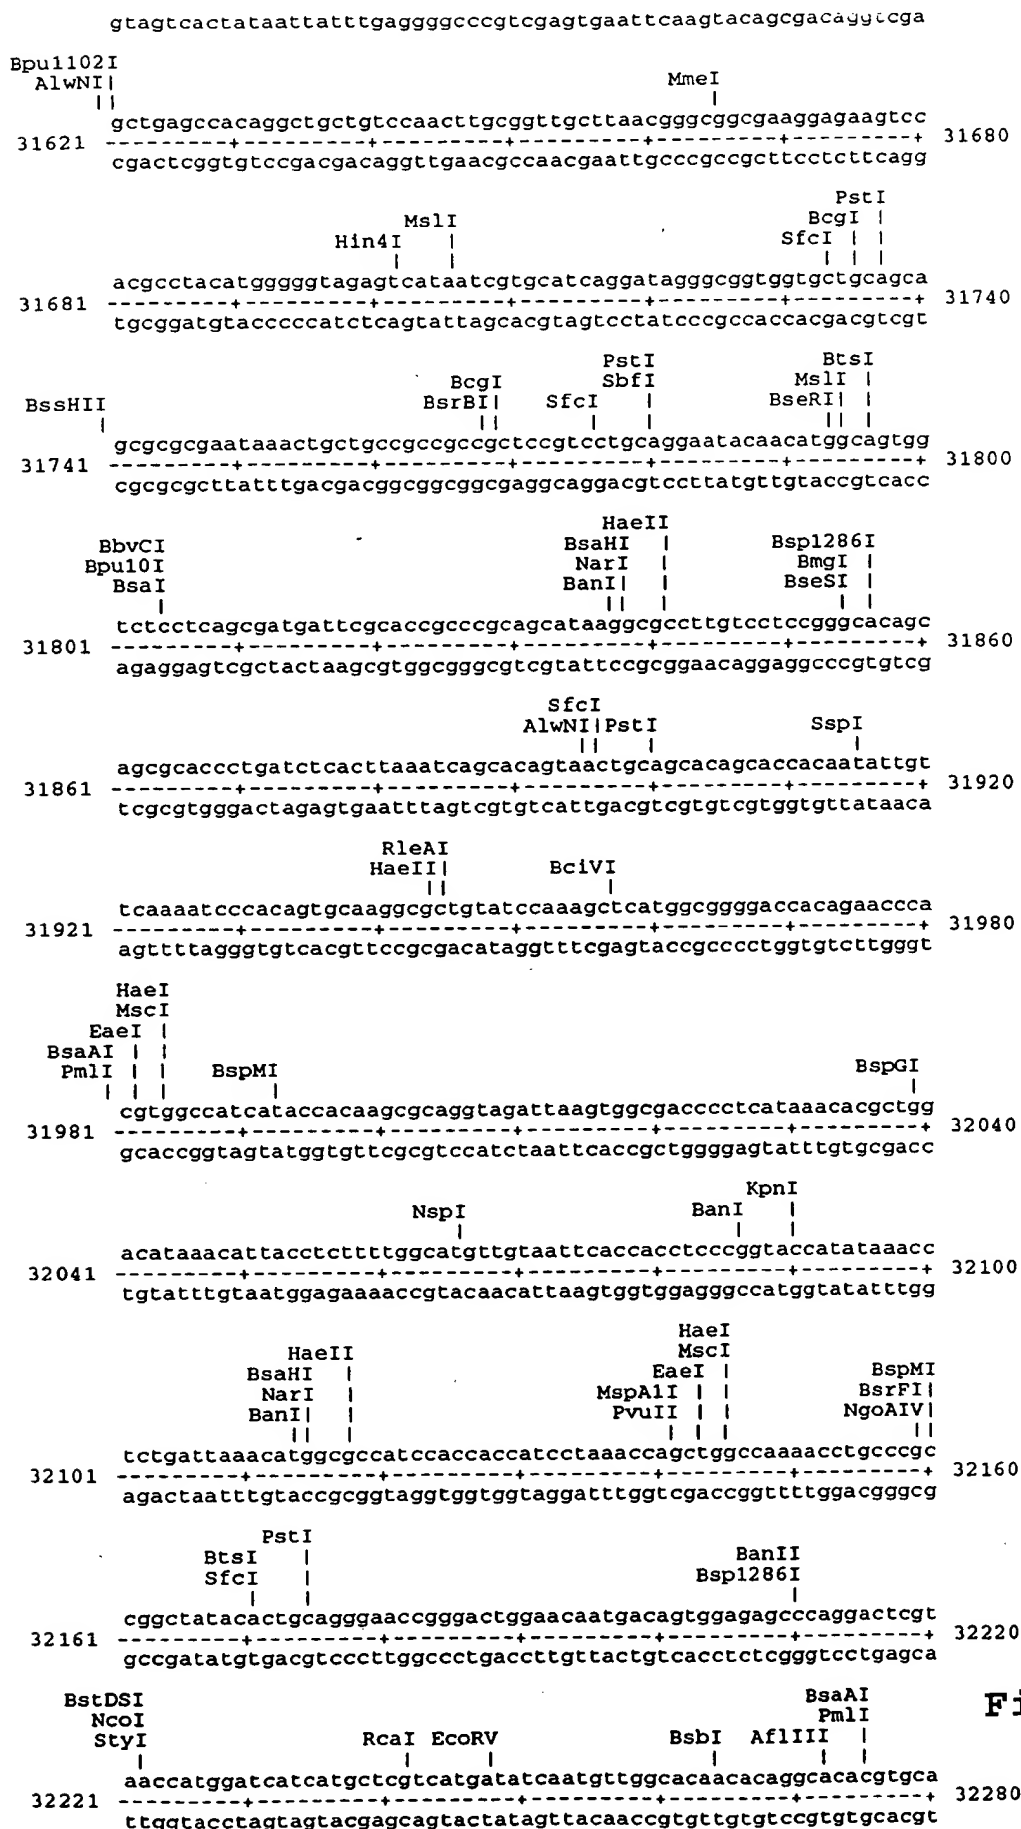 gtagtcactataattatttgaggggcccgtcgagtgaattcaagtacagcgacaggtcga
Bpu1102I
AlwNI MmeI
gctgagccacaggctgctgtccaacttgcggttgcttaacgggcggcgaaggagaagtcc
31621 ---------+---------+---------+---------+---------+---------+ 31680
cgactcggtgtccgacgacaggttgaacgccaacgaattgcccgccgcttcctcttcagg
PstI
MslI BcgI
Hin4I SfcI
acgcctacatgggggtagagtcataatcgtgcatcaggatagggcggtggtgctgcagca
31681 ---------+---------+---------+---------+---------+---------+ 31740
tgcggatgtacccccatctcagtattagcacgtagtcctatcccgccaccacgacgtcgt
PstI BtsI
BcgI SbfI MslI
BssHII BsrBI SfcI BseRI
gcgcgcgaataaactgctgccgccgccgctccgtcctgcaggaatacaacatggcagtgg
31741 ---------+---------+---------+---------+---------+---------+ 31800
cgcgcgcttatttgacgacggcggcggcgaggcaggacgtccttatgttgtaccgtcacc
HaeII
BbvCI BsaHI Bsp1286I
Bpu10I NarI BmgI
BsaI BanI BseSI
tctcctcagcgatgattcgcaccgcccgcagcataaggcgccttgtcctccgggcacagc
31801 ---------+---------+---------+---------+---------+---------+ 31860
agaggagtcgctactaagcgtggcgggcgtcgtattccgcggaacaggaggcccgtgtcg
SfcI
AlwNI PstI SspI
agcgcaccctgatctcacttaaatcagcacagtaactgcagcacagcaccacaatattgt
31861 ---------+---------+---------+---------+---------+---------+ 31920
tcgcgtgggactagagtgaatttagtcgtgtcattgacgtcgtgtcgtggtgttataaca
RleAI
HaeII BciVI
tcaaaatcccacagtgcaaggcgctgtatccaaagctcatggcggggaccacagaaccca
31921 ---------+---------+---------+---------+---------+---------+ 31980
agttttagggtgtcacgttccgcgacataggtttcgagtaccgcccctggtgtcttgggt
HaeI
MscI
EaeI
BsaAI
PmlI BspMI BspGI
cgtggccatcataccacaagcgcaggtagattaagtggcgacccctcataaacacgctgg
31981 ---------+---------+---------+---------+---------+---------+ 32040
gcaccggtagtatggtgttcgcgtccatctaattcaccgctggggagtatttgtgcgacc
KpnI
NspI BanI
acataaacattacctcttttggcatgttgtaattcaccacctcccggtaccatataaacc
32041 ---------+---------+---------+---------+---------+---------+ 32100
tgtatttgtaatggagaaaaccgtacaacattaagtggtggagggccatggtatatttgg
HaeI
HaeII MscI
BsaHI EaeI BspMI
NarI MspA1I BsrFI
BanI PvuII NgoAIV
tctgattaaacatggcgccatccaccaccatcctaaaccagctggccaaaacctgcccgc
32101 ---------+---------+---------+---------+---------+---------+ 32160
agactaatttgtaccgcggtaggtggtggtaggatttggtcgaccggttttggacgggcg
PstI
BtsI BanII
SfcI Bsp1286I
cggctatacactgcagggaaccgggactggaacaatgacagtggagagcccaggactcgt
32161 ---------+---------+---------+---------+---------+---------+ 32220
gccgatatgtgacgtcccttggccctgaccttgttactgtcacctctcgggtcctgagca
BstDSI BsaAI
NcoI PmlI
StyI RcaI EcoRV BsbI AflIII
aaccatggatcatcatgctcgtcatgatatcaatgttggcacaacacaggcacacgtgca
32221 ---------+---------+---------+---------+---------+---------+ 32280
ttggtacctagtagtacgagcagtactatagttacaaccgtgttgtgtccgtgtgcacgt